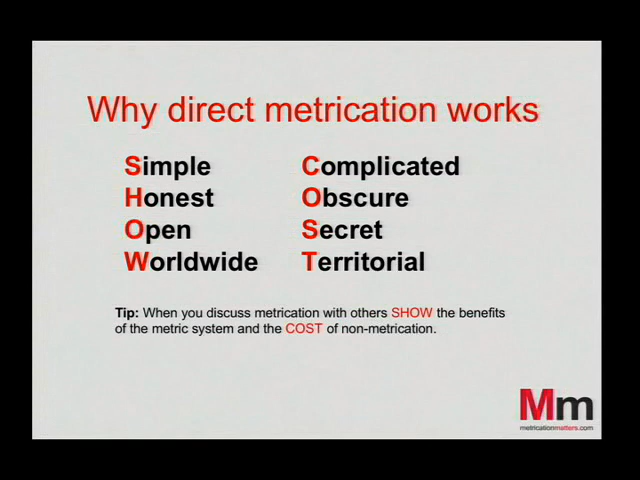 Why direct metrication works
Simple Complicated
Honest Obscure
Open Secret
Worldwide Territorial
Tip: When you discuss metrication with others SHOW the benefits
of the metric system and the COST of non-metrication.
Mm
metricationmatters.com